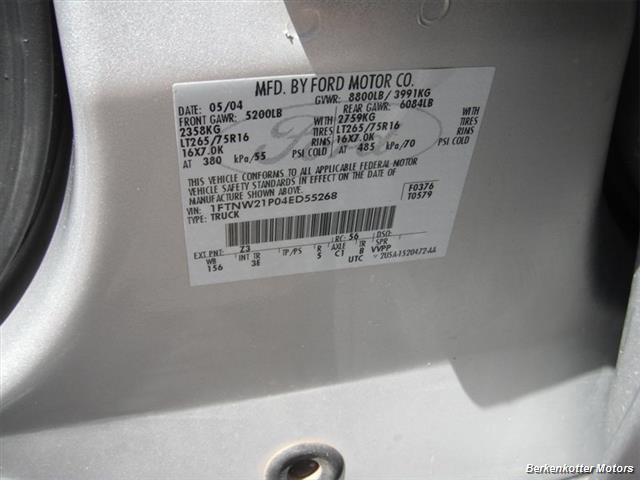 MFD. BY FORD MOTOR CO.
DATE: 05/04 GVWR: 8800LB / 3991KG
FRONT GAWR: 5200LB REAR GAWR: 6084LB
2358KG WITH 2759KG WITH
LT265/75R16 TIRES LT265/75R16 TIRES
16X7.0K RIMS 16X7.0K RIMS
AT 380 kPa/55 PSI COLD AT 485 kPa/70 PSI COLD
THIS VEHICLE CONFORMS TO ALL APPLICABLE FEDERAL MOTOR
VEHICLE SAFETY STANDARDS IN EFFECT ON THE DATE OF
MANUFACTURE SHOWN ABOVE.
VIN: 1FTNW21P04ED55268 F0376
TYPE: TRUCK T0579
EXT PNT: Z3 RC: 56 DSO:
WB INT TR TP/PS R AXLE TR SPR
156 3E 5 C1 B VVPP
UTC 2U5A-1520472-AA
Ford
Berkenkotter Motors